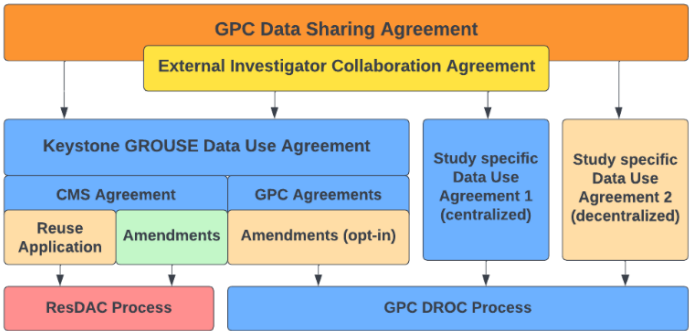 GPC Data Sharing Agreement
External Investigator Collaboration Agreement
Keystone GROUSE Data Use Agreement
CMS Agreement
GPC Agreements
Reuse
Application
Amendments
Amendments (opt-in)
Study specific
Data Use
Agreement 1
(centralized)
Study specific
Data Use
Agreement 2
(decentralized)
ResDAC Process
GPC DROC Process